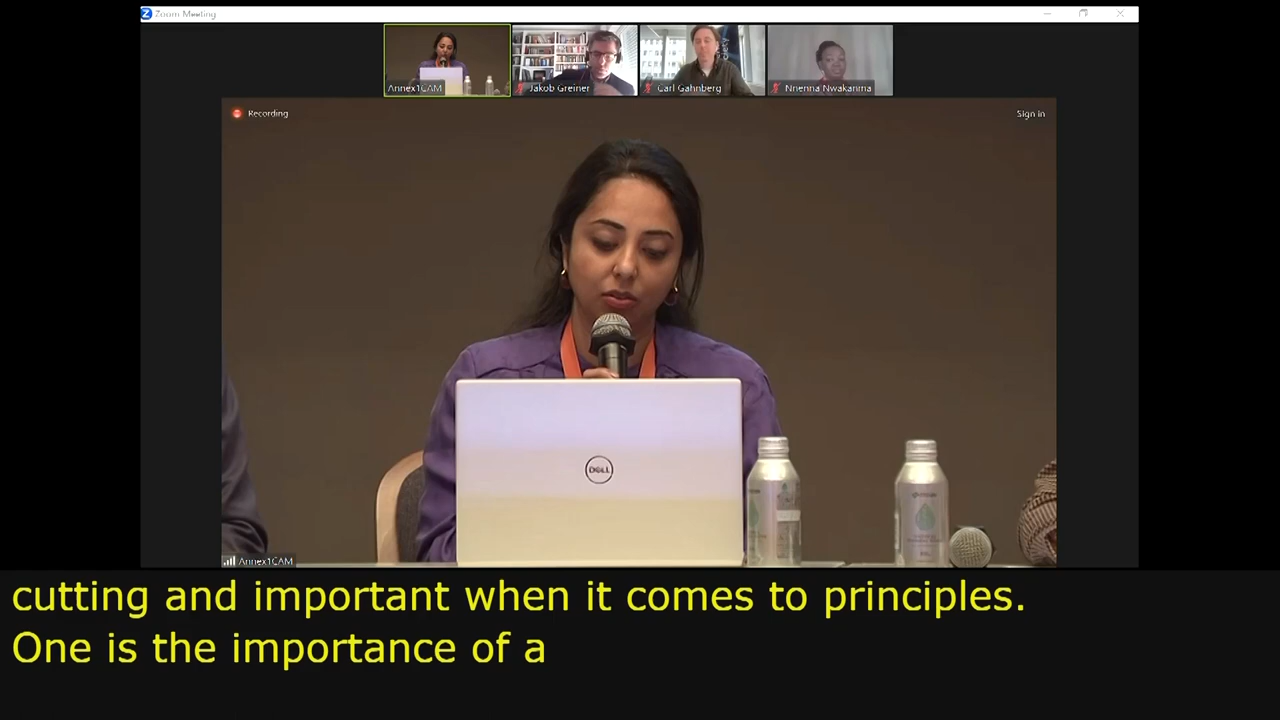 Zoom Meeting
Annex1CAM
Jakob Greiner
Carl Gahnberg
Nnenna Nwakanma
Recording
Sign in
DELL
Annex1CAM
cutting and important when it comes to principles.
One is the importance of a